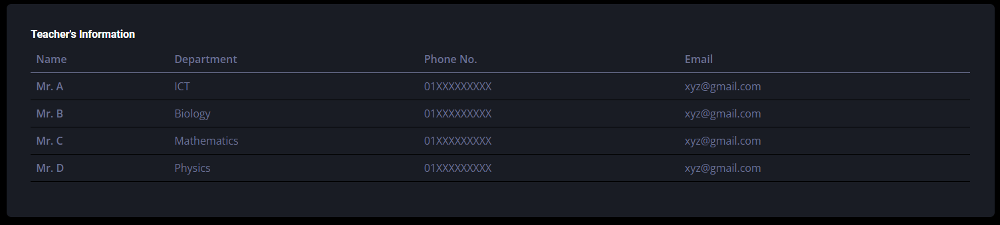 Teacher's Information
Name Department Phone No. Email
Mr. A ICT 01XXXXXXXXX xyz@gmail.com
Mr. B Biology 01XXXXXXXXX xyz@gmail.com
Mr. C Mathematics 01XXXXXXXXX xyz@gmail.com
Mr. D Physics 01XXXXXXXXX xyz@gmail.com